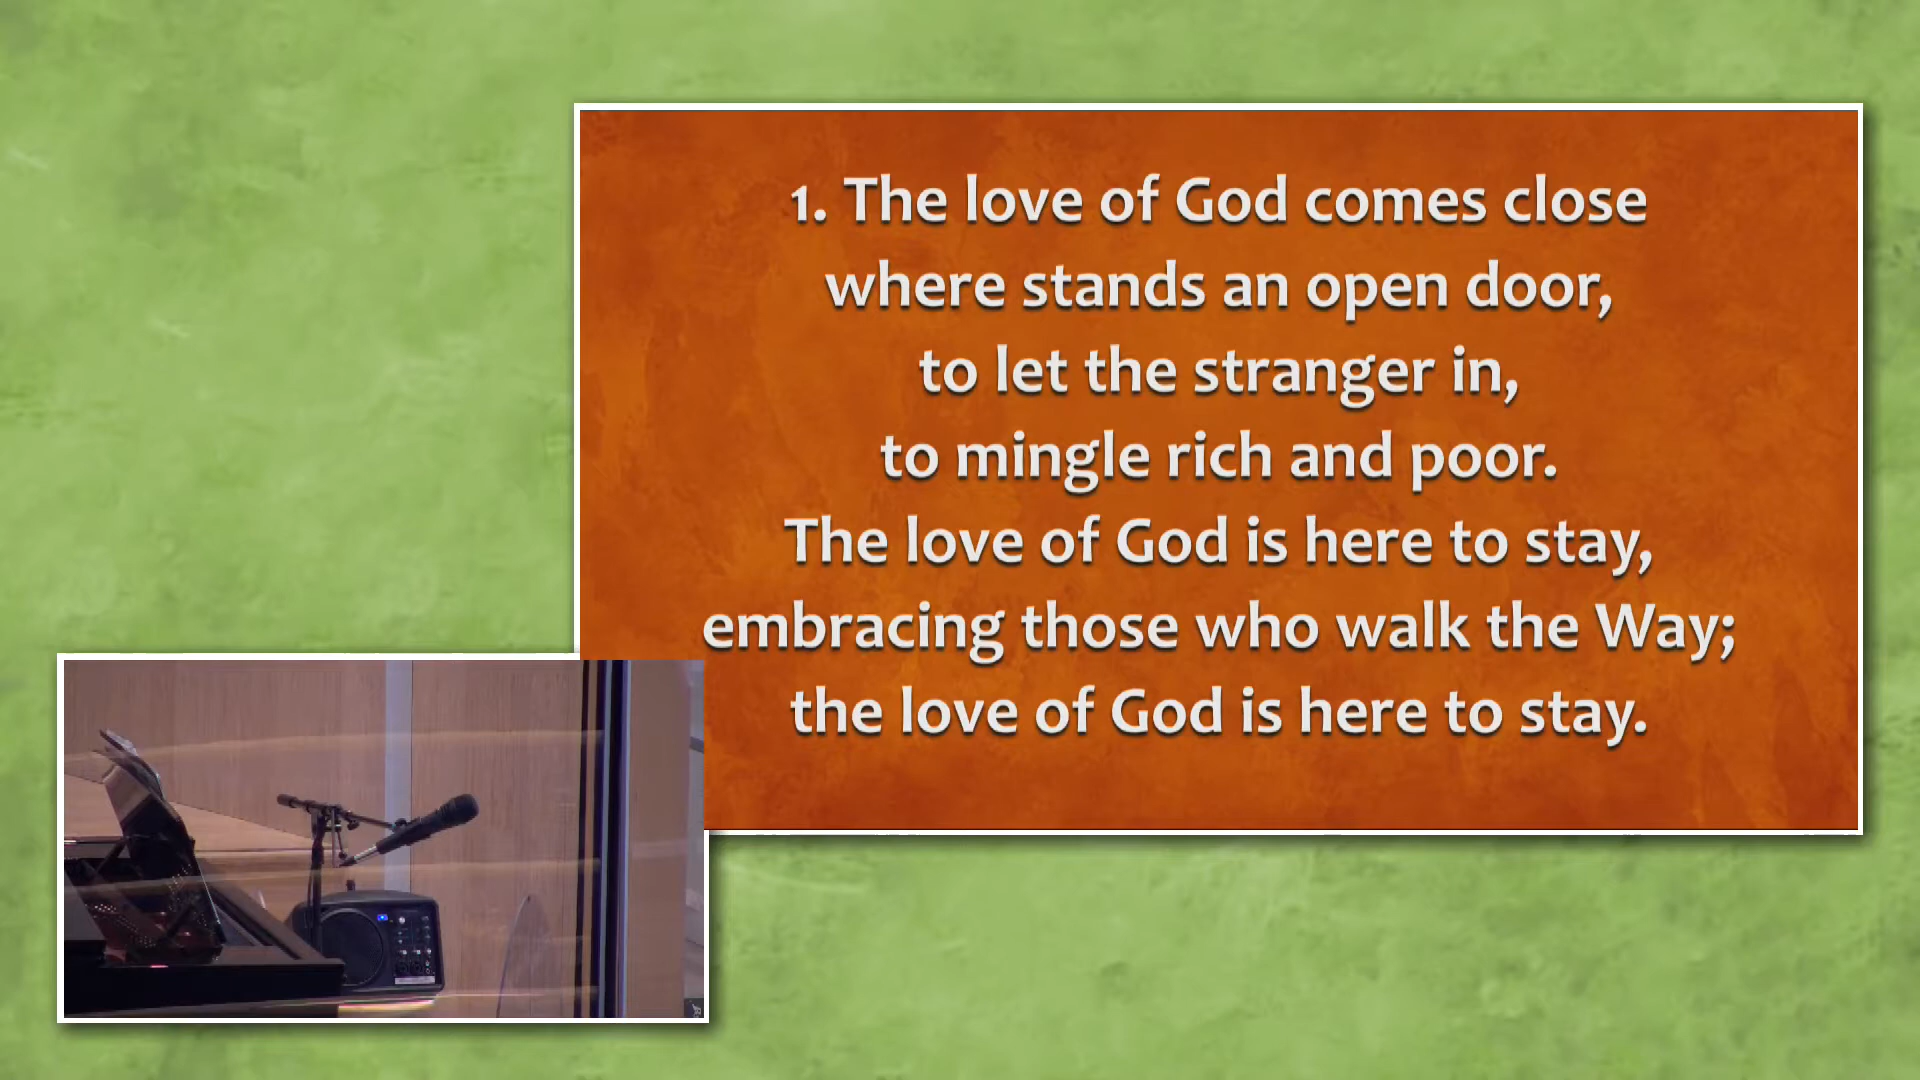 1. The love of God comes close
where stands an open door,
to let the stranger in,
to mingle rich and poor.
The love of God is here to stay,
embracing those who walk the Way;
the love of God is here to stay.